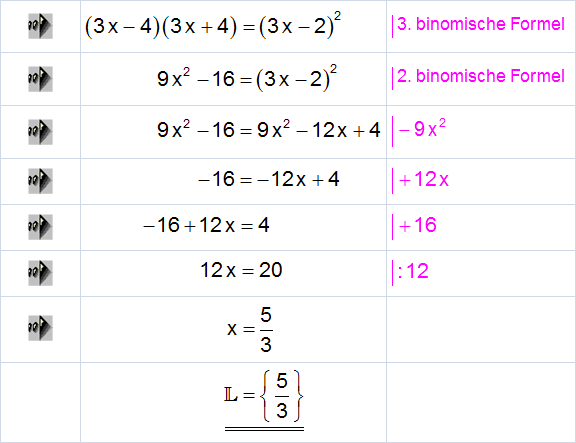 (3x − 4)(3x + 4) = (3x − 2)² | 3. binomische Formel
9x² − 16 = (3x − 2)² | 2. binomische Formel
9x² − 16 = 9x² − 12x + 4 | − 9x²
−16 = −12x + 4 | + 12x
−16 + 12x = 4 | + 16
12x = 20 | : 12
x = 5/3
𝕃 = {5/3}